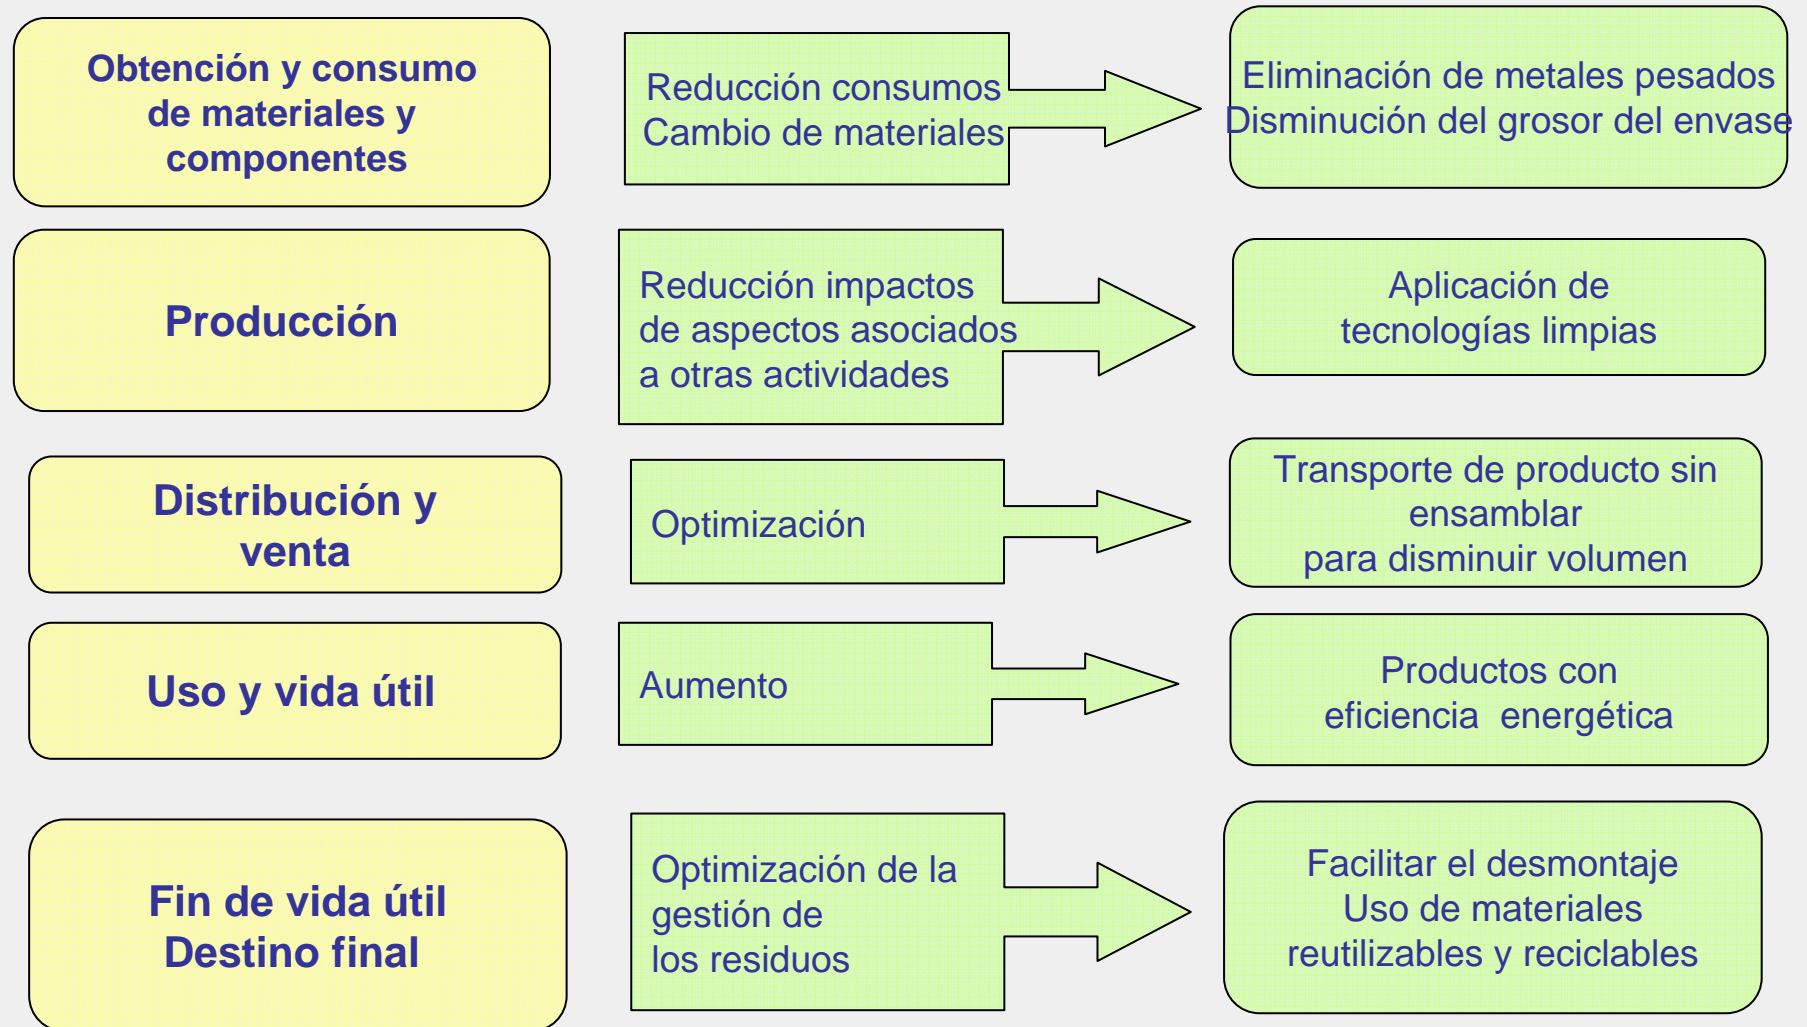 Obtención y consumo
de materiales y
componentes
Reducción consumos
Cambio de materiales
Eliminación de metales pesados
Disminución del grosor del envase
Producción
Reducción impactos
de aspectos asociados
a otras actividades
Aplicación de
tecnologías limpias
Distribución y
venta
Optimización
Transporte de producto sin
ensamblar
para disminuir volumen
Uso y vida útil
Aumento
Productos con
eficiencia  energética
Fin de vida útil
Destino final
Optimización de la
gestión de
los residuos
Facilitar el desmontaje
Uso de materiales
reutilizables y reciclables